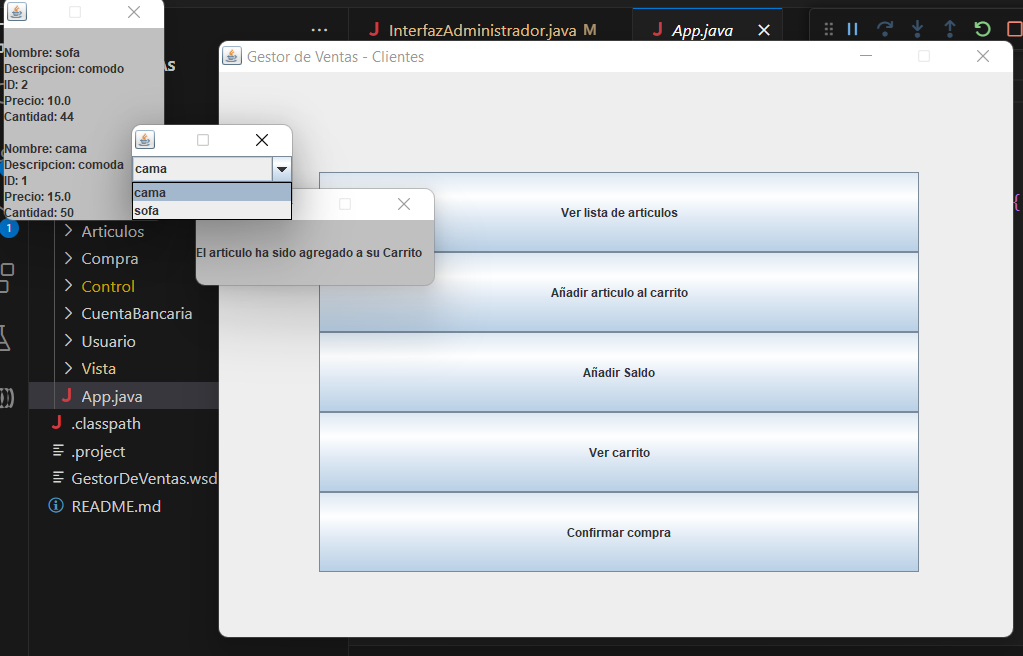 Nombre: sofa
Descripcion: comodo
ID: 2
Precio: 10.0
Cantidad: 44
Nombre: cama
Descripcion: comoda
ID: 1
Precio: 15.0
Cantidad: 50
InterfazAdministrador.java M
App.java
Gestor de Ventas - Clientes
cama
cama
sofa
El articulo ha sido agregado a su Carrito
Ver lista de articulos
Añadir articulo al carrito
Añadir Saldo
Ver carrito
Confirmar compra
1
Articulos
Compra
Control
CuentaBancaria
Usuario
Vista
App.java
.classpath
.project
GestorDeVentas.wsd
README.md
{